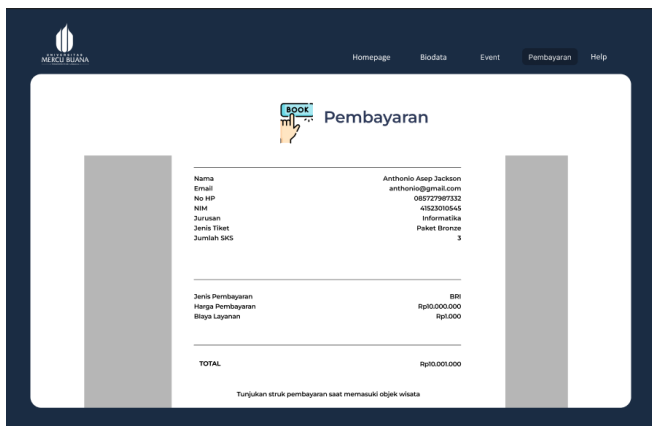 UNIVERSITAS
MERCU BUANA
Homepage Biodata Event Pembayaran Help
BOOK
Pembayaran
Nama Anthonio Asep Jackson
Email anthonio@gmail.com
No HP 085727987332
NIM 41523010545
Jurusan Informatika
Jenis Tiket Paket Bronze
Jumlah SKS 3
Jenis Pembayaran BRI
Harga Pembayaran Rp10.000.000
BIaya Layanan Rp1.000
TOTAL Rp10.001.000
Tunjukan struk pembayaran saat memasuki objek wisata